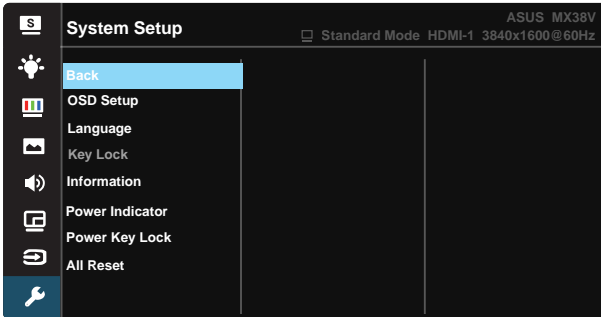 S
System Setup
ASUS MX38V
Standard Mode HDMI-1 3840x1600@60Hz
Back
OSD Setup
Language
Key Lock
Information
Power Indicator
Power Key Lock
All Reset